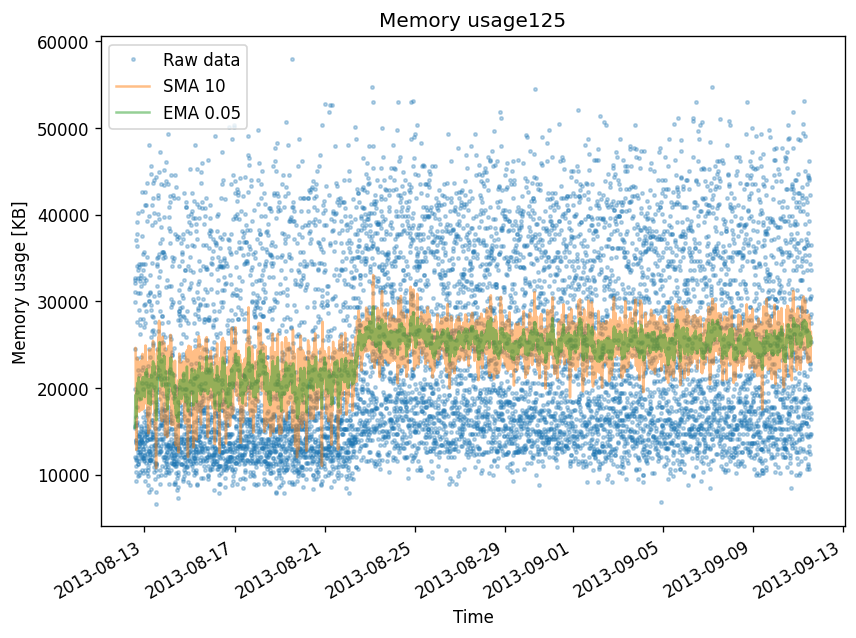 Memory usage125
Raw data
SMA 10
EMA 0.05
Memory usage [KB]
60000
50000
40000
30000
20000
10000
2013-08-13
2013-08-17
2013-08-21
2013-08-25
2013-08-29
2013-09-01
2013-09-05
2013-09-09
2013-09-13
Time